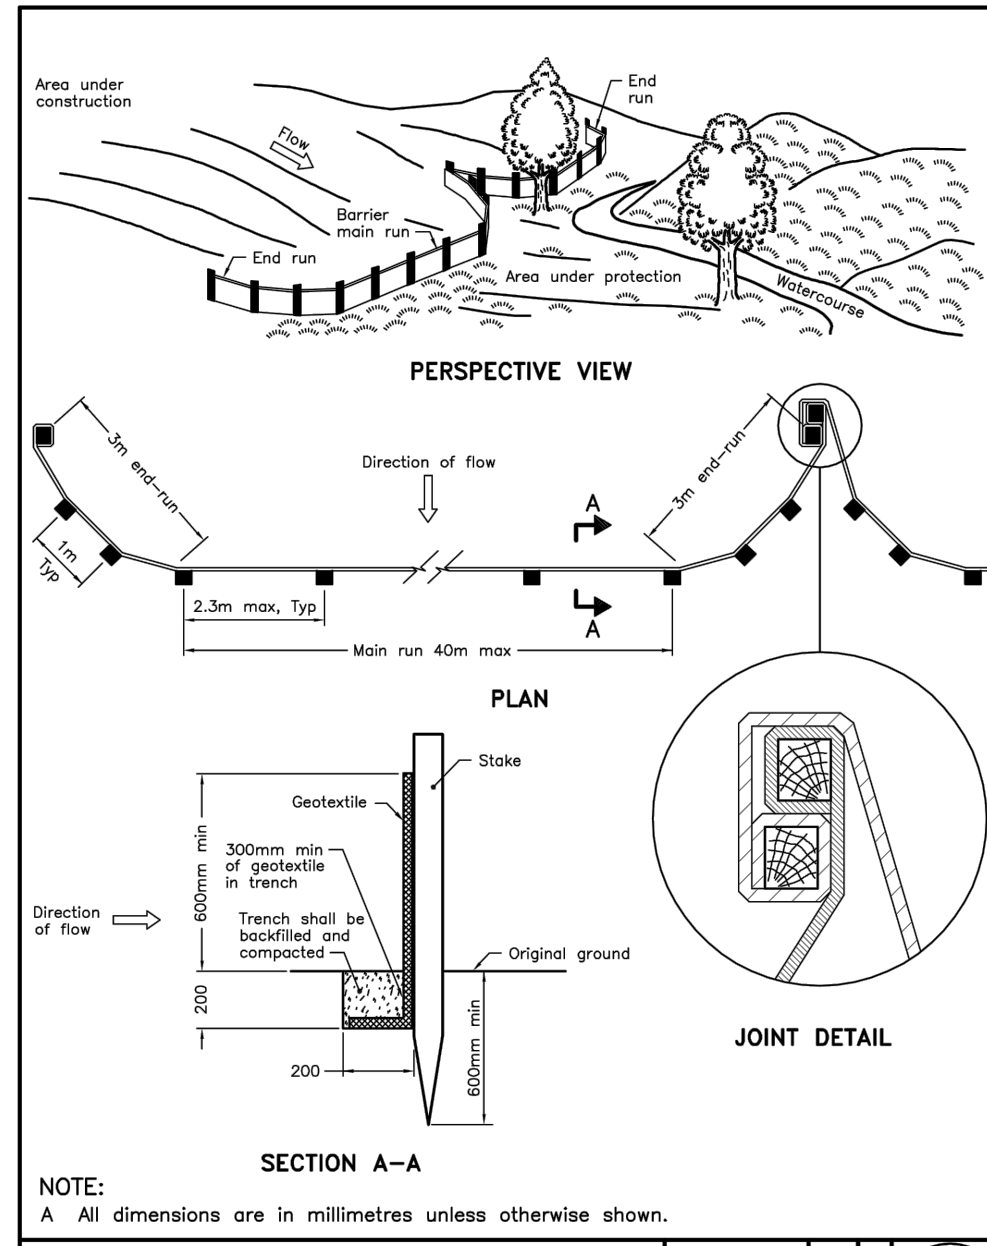 Area under
construction
Flow
End
run
Barrier
main run
End run
Area under protection
Watercourse
PERSPECTIVE VIEW
3m end-run
Direction of flow
3m end-run
A
1m
Typ
2.3m max, Typ
A
Main run 40m max
PLAN
Stake
Geotextile
600mm min
300mm min
of geotextile
in trench
Direction
of flow
Trench shall be
backfilled and
compacted
Original ground
200
200
600mm min
JOINT DETAIL
SECTION A-A
NOTE:
A All dimensions are in millimetres unless otherwise shown.